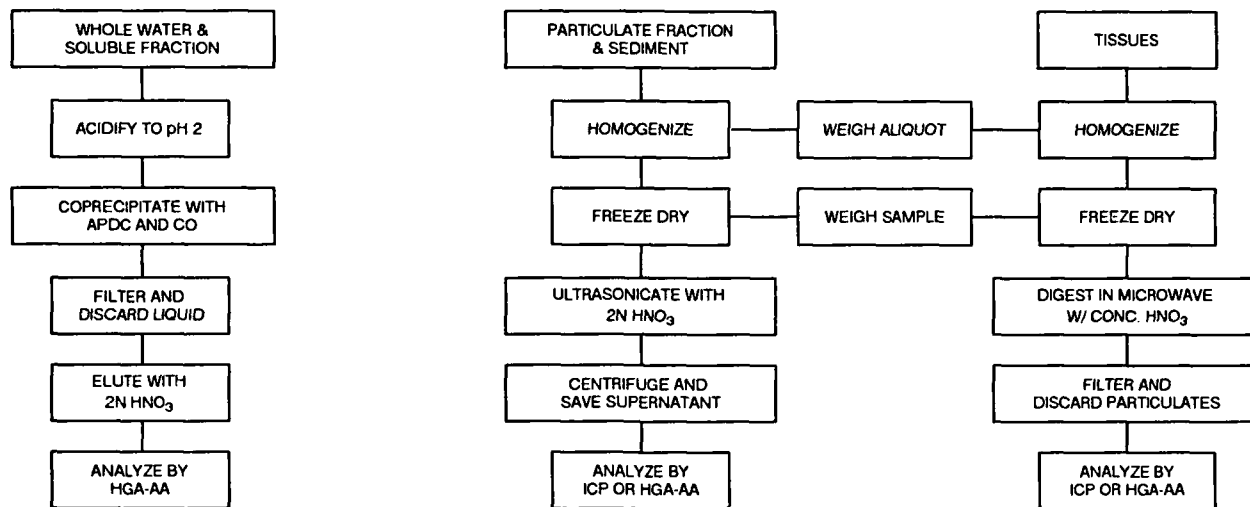 WHOLE WATER &
SOLUBLE FRACTION
ACIDIFY TO pH 2
COPRECIPITATE WITH
APDC AND CO
FILTER AND
DISCARD LIQUID
ELUTE WITH
2N HNO₃
ANALYZE BY
HGA-AA
PARTICULATE FRACTION
& SEDIMENT
HOMOGENIZE
WEIGH ALIQUOT
FREEZE DRY
WEIGH SAMPLE
ULTRASONICATE WITH
2N HNO₃
CENTRIFUGE AND
SAVE SUPERNATANT
ANALYZE BY
ICP OR HGA-AA
TISSUES
HOMOGENIZE
FREEZE DRY
DIGEST IN MICROWAVE
W/ CONC. HNO₃
FILTER AND
DISCARD PARTICULATES
ANALYZE BY
ICP OR HGA-AA